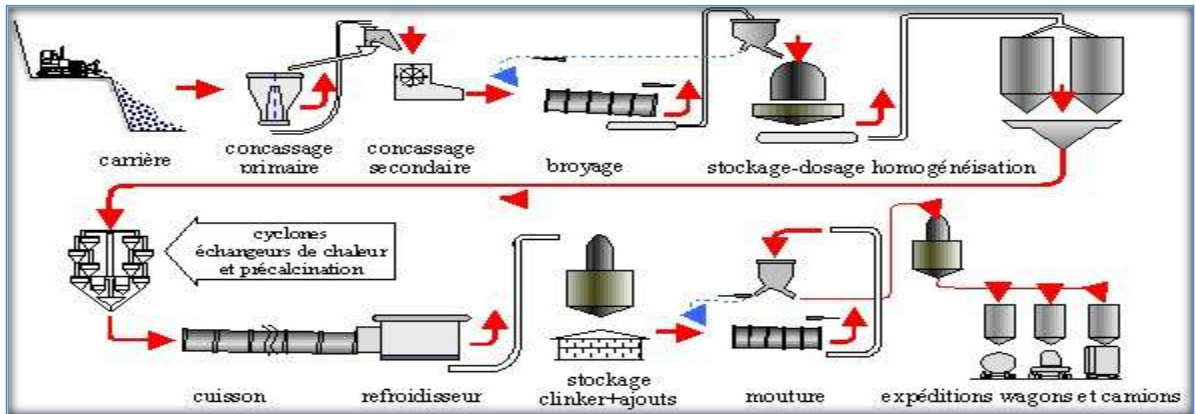 carrière
concassage
primaire
concassage
secondaire
broyage
stockage-dosage homogénéisation
cyclones
échangeurs de chaleur
et précalcination
cuisson
refroidisseur
stockage
clinker+ajouts
mouture
expéditions wagons et camions